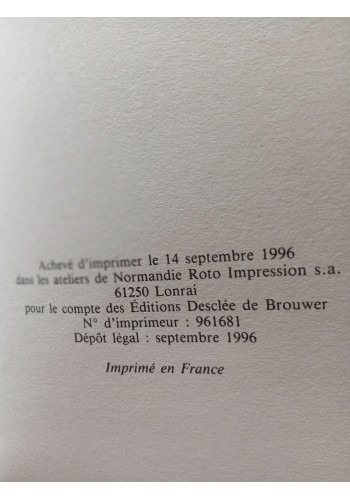 Achevé d'imprimer le 14 septembre 1996
dans les ateliers de Normandie Roto Impression s.a.
61250 Lonrai
pour le compte des Éditions Desclée de Brouwer
N° d'imprimeur : 961681
Dépôt légal : septembre 1996
Imprimé en France